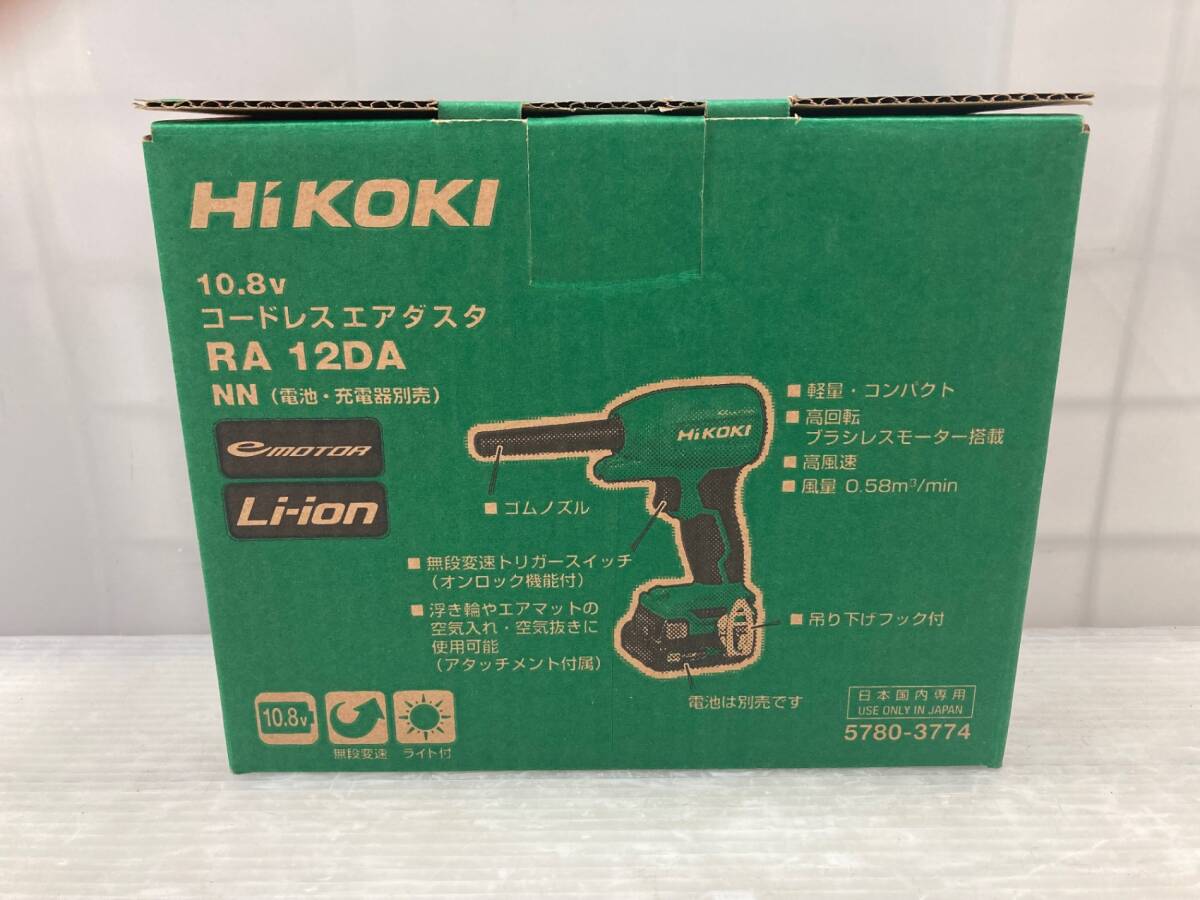 HiKOKI
10.8v
コードレスエアダスタ
RA 12DA
NN (電池・充電器別売)
eMOTOR
Li-ion
HiKOKI
■ ゴムノズル
■ 軽量・コンパクト
■ 高回転
ブラシレスモーター搭載
■ 高風速
■ 風量 0.58m³/min
■ 無段変速トリガースイッチ
(オンロック機能付)
■ 浮き輪やエアマットの
空気入れ・空気抜きに
使用可能
(アタッチメント付属)
■ 吊り下げフック付
電池は別売です
10.8v
無段変速
ライト付
日本国内専用
USE ONLY IN JAPAN
5780-3774